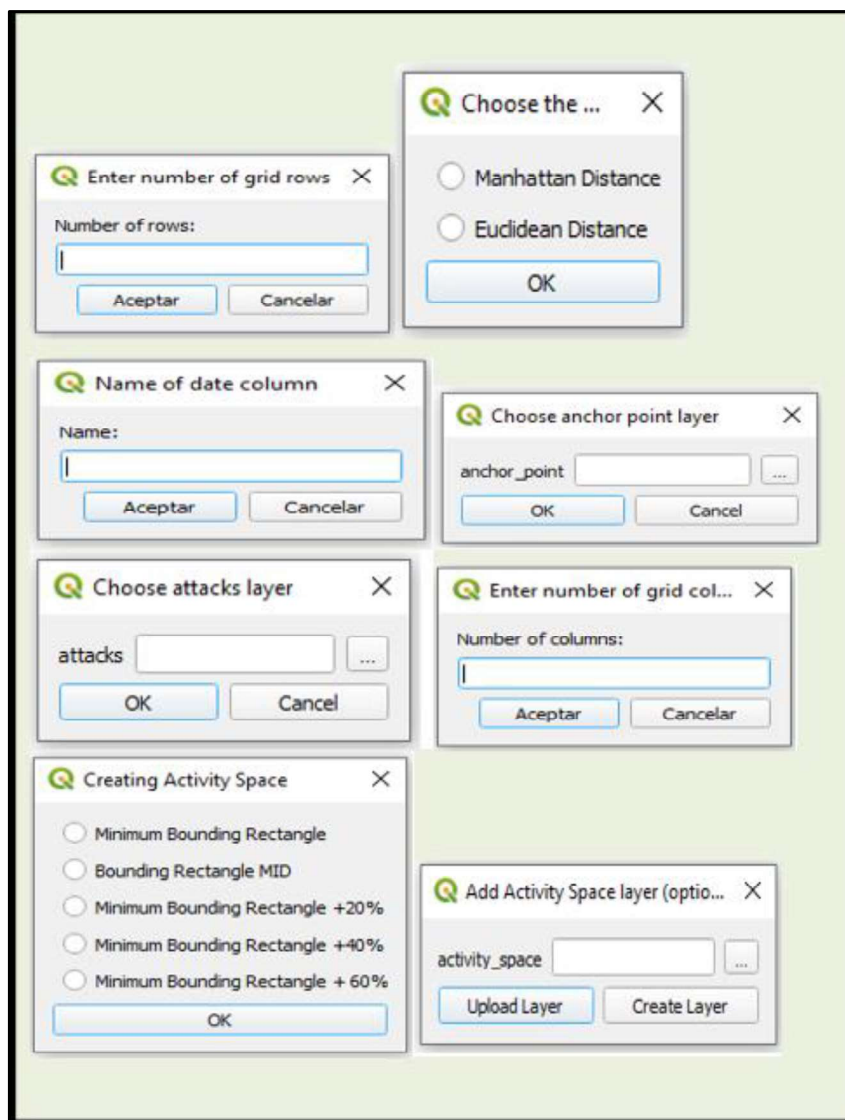 Enter number of grid rows
Number of rows:
Aceptar Cancelar
Choose the ...
Manhattan Distance
Euclidean Distance
OK
Name of date column
Name:
Aceptar Cancelar
Choose anchor point layer
anchor_point ...
OK Cancel
Choose attacks layer
attacks ...
OK Cancel
Enter number of grid col...
Number of columns:
Aceptar Cancelar
Creating Activity Space
Minimum Bounding Rectangle
Bounding Rectangle MID
Minimum Bounding Rectangle +20%
Minimum Bounding Rectangle +40%
Minimum Bounding Rectangle + 60%
OK
Add Activity Space layer (optio...
activity_space ...
Upload Layer Create Layer